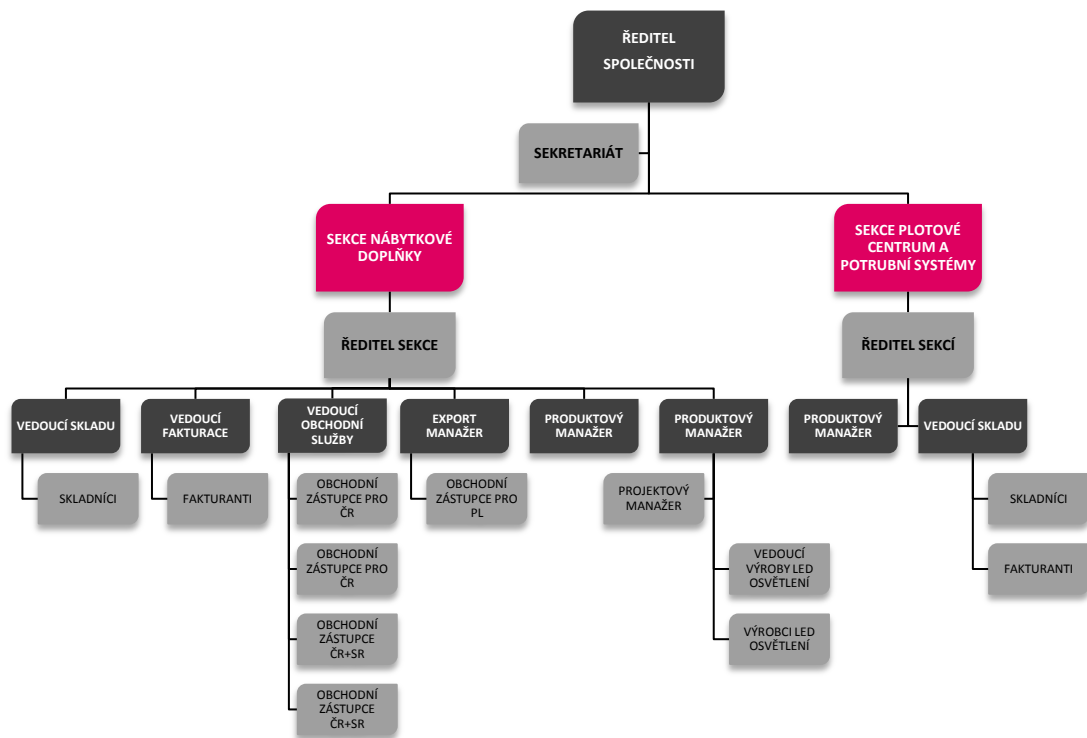 ŘEDITEL
SPOLEČNOSTI
SEKRETARIÁT
SEKCE NÁBYTKOVÉ
DOPLŇKY
SEKCE PLOTOVÉ
CENTRUM A
POTRUBNÍ SYSTÉMY
ŘEDITEL SEKCE
ŘEDITEL SEKCÍ
VEDOUCÍ SKLADU
VEDOUCÍ
FAKTURACE
VEDOUCÍ
OBCHODNÍ
SLUŽBY
EXPORT
MANAŽER
PRODUKTOVÝ
MANAŽER
PRODUKTOVÝ
MANAŽER
PRODUKTOVÝ
MANAŽER
VEDOUCÍ SKLADU
SKLADNÍCI
FAKTURANTI
OBCHODNÍ
ZÁSTUPCE PRO
ČR
OBCHODNÍ
ZÁSTUPCE PRO
PL
PROJEKTOVÝ
MANAŽER
SKLADNÍCI
OBCHODNÍ
ZÁSTUPCE PRO
ČR
VEDOUCÍ
VÝROBY LED
OSVĚTLENÍ
FAKTURANTI
OBCHODNÍ
ZÁSTUPCE
ČR+SR
VÝROBCI LED
OSVĚTLENÍ
OBCHODNÍ
ZÁSTUPCE
ČR+SR